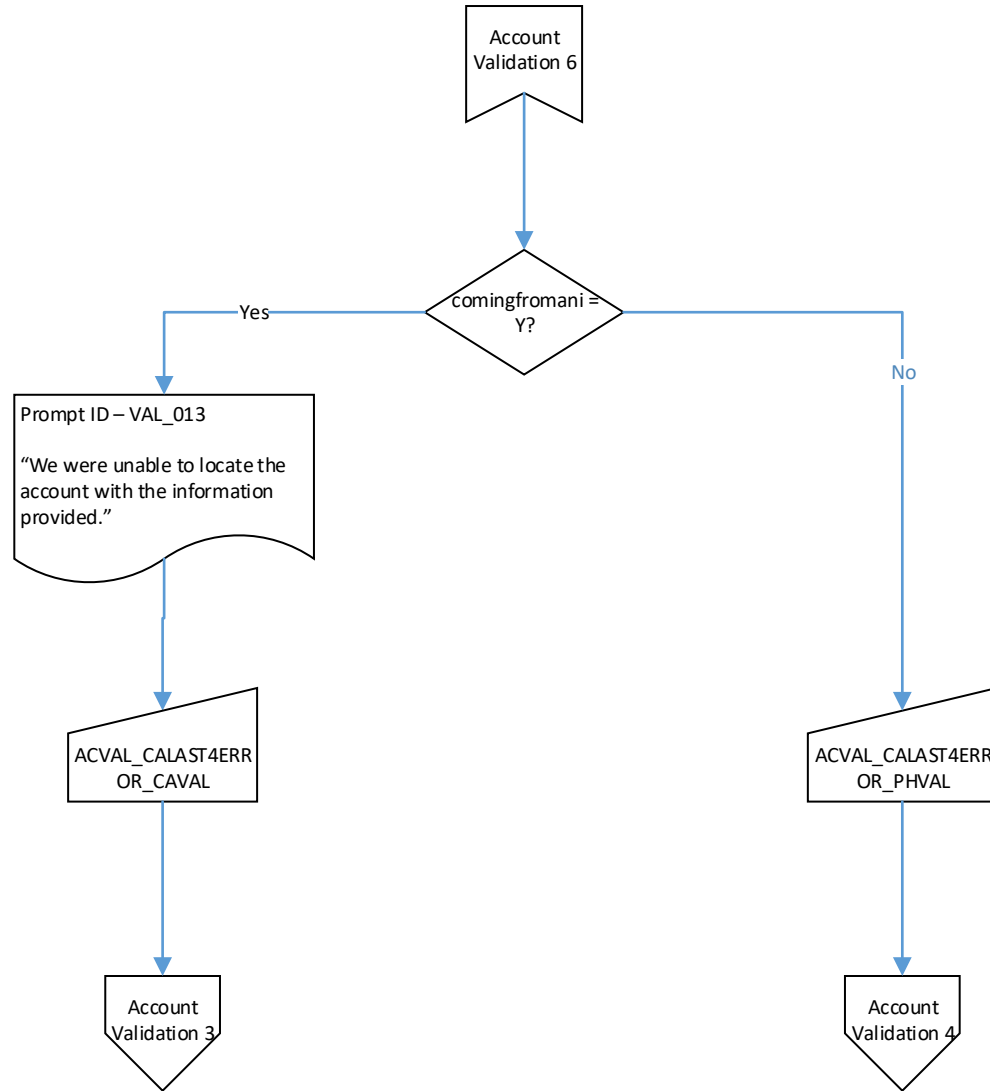 Account
Validation 6
comingfromani =
Y?
Yes
No
Prompt ID – VAL_013
“We were unable to locate the
account with the information
provided.”
ACVAL_CALAST4ERR
OR_CAVAL
ACVAL_CALAST4ERR
OR_PHVAL
Account
Validation 3
Account
Validation 4